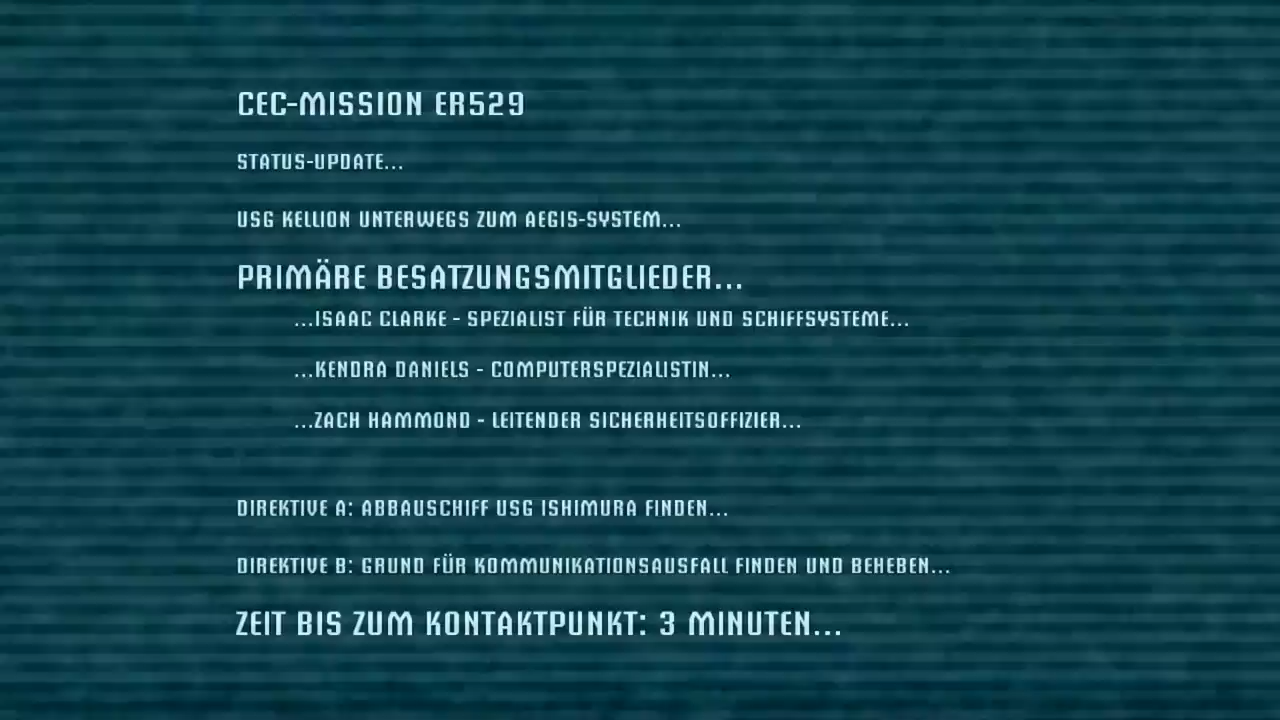 CEC-MISSION ER529
STATUS-UPDATE...
USG KELLION UNTERWEGS ZUM AEGIS-SYSTEM...
PRIMÄRE BESATZUNGSMITGLIEDER...
...ISAAC CLARKE - SPEZIALIST FÜR TECHNIK UND SCHIFFSYSTEME...
...KENDRA DANIELS - COMPUTERSPEZIALISTIN...
...ZACH HAMMOND - LEITENDER SICHERHEITSOFFIZIER...
DIREKTIVE A: ABBAUSCHIFF USG ISHIMURA FINDEN...
DIREKTIVE B: GRUND FÜR KOMMUNIKATIONSAUSFALL FINDEN UND BEHEBEN...
ZEIT BIS ZUM KONTAKTPUNKT: 3 MINUTEN...